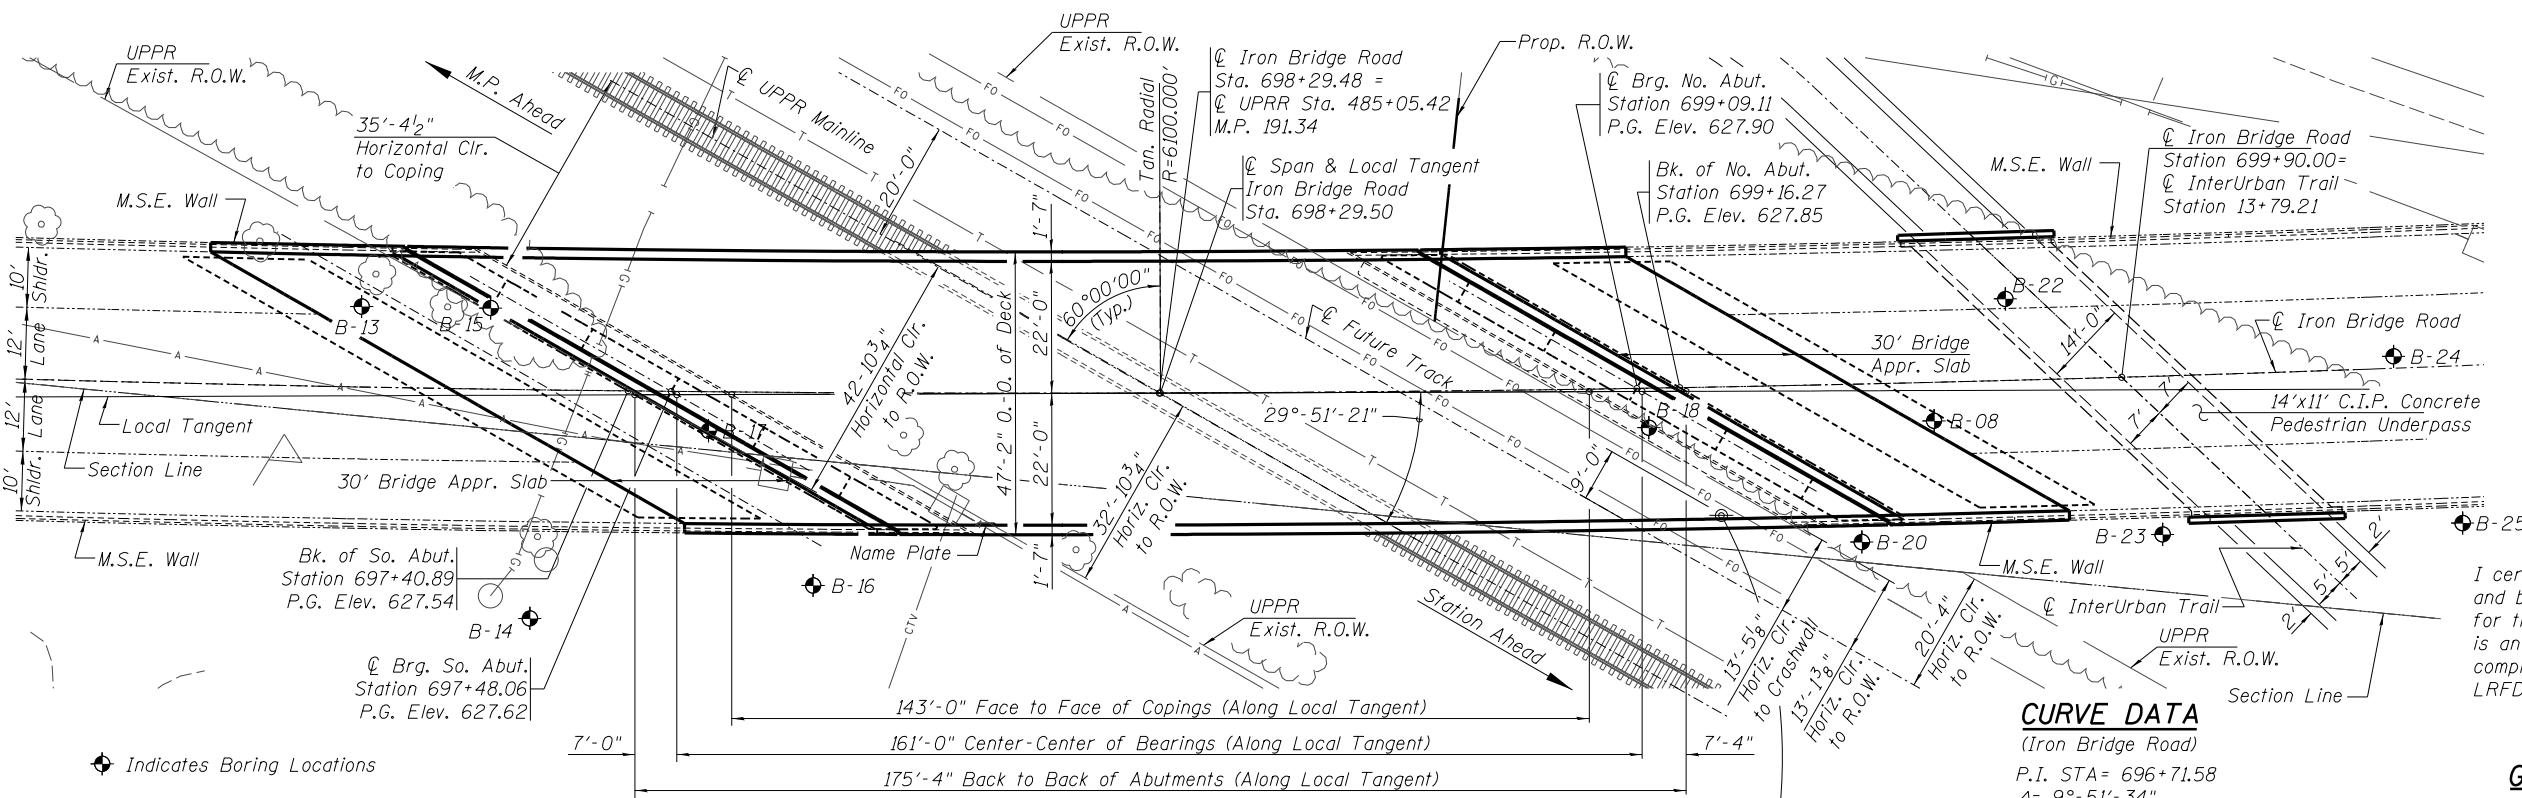 UPPR
Exist. R.O.W.
M.P. Ahead
35'-4½"
Horizontal Clr.
to Coping
M.S.E. Wall
℄ UPPR Mainline
20'-0"
UPPR
Exist. R.O.W.
Tan. Radial
R=6100.000'
℄ Iron Bridge Road
Sta. 698+29.48 =
℄ UPRR Sta. 485+05.42
M.P. 191.34
℄ Span & Local Tangent
Iron Bridge Road
Sta. 698+29.50
Prop. R.O.W.
℄ Brg. No. Abut.
Station 699+09.11
P.G. Elev. 627.90
Bk. of No. Abut.
Station 699+16.27
P.G. Elev. 627.85
M.S.E. Wall
℄ Iron Bridge Road
Station 699+90.00=
℄ InterUrban Trail
Station 13+79.21
10'
Shldr.
12'
Lane
12'
Lane
10'
Shldr.
B-13
B-15
B-17
42'-10¾"
Horizontal Clr.
to R.O.W.
1'-7"
22'-0"
47'-2" O.-O. of Deck
22'-0"
1'-7"
60°00'00"
(Typ.)
℄ Future Track
29°-51'-21"
B-18
30' Bridge
Appr. Slab
B-22
14'-0"
℄ Iron Bridge Road
B-24
7'
7'
14'x11' C.I.P. Concrete
Pedestrian Underpass
B-08
Local Tangent
Section Line
30' Bridge Appr. Slab
M.S.E. Wall
Bk. of So. Abut.
Station 697+40.89
P.G. Elev. 627.54
Name Plate
B-14
B-16
32'-10¾"
Horiz. Clr.
to R.O.W.
9'-0"
B-20
B-23
B-25
M.S.E. Wall
2'
5'
5'
2'
℄ InterUrban Trail
UPPR
Exist. R.O.W.
Station Ahead
13'-5⅛"
Horiz. Clr.
to Crashwall
13'-1⅜"
Horiz. Clr.
to R.O.W.
20'-4"
Horiz. Clr.
to R.O.W.
UPPR
Exist. R.O.W.
Section Line
I cer
and b
for th
is an
compl
LRFD
℄ Brg. So. Abut.
Station 697+48.06
P.G. Elev. 627.62
143'-0" Face to Face of Copings (Along Local Tangent)
7'-0"
161'-0" Center-Center of Bearings (Along Local Tangent)
7'-4"
175'-4" Back to Back of Abutments (Along Local Tangent)
Indicates Boring Locations
CURVE DATA
(Iron Bridge Road)
P.I. STA= 696+71.58
Δ= 9°-51'-34"